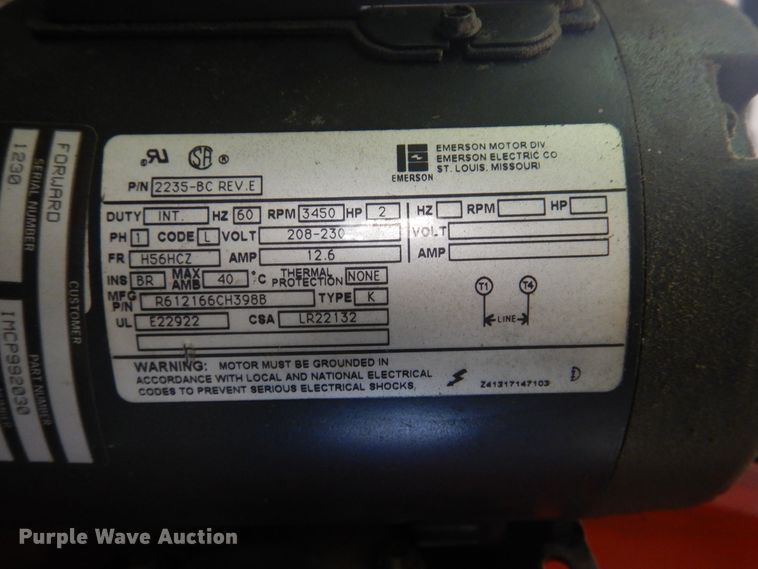 FORWARD
CUSTOMER
SERIAL NUMBER
1230
PART NUMBER
IMCP992030
NUMBER
RU
SA ®
P/N 2235-BC REV.E
EMERSON
EMERSON MOTOR DIV.
EMERSON ELECTRIC CO
ST. LOUIS, MISSOURI
DUTY INT. HZ 60 RPM 3450 HP 2
PH 1 CODE L VOLT 208-230
FR H56HCZ AMP 12.6
INS BR MAX AMB 40 °C THERMAL PROTECTION NONE
MFG P/N R612166CH398B TYPE K
UL E22922 CSA LR22132
HZ RPM HP
VOLT
AMP
T1 T4
LINE
WARNING: MOTOR MUST BE GROUNDED IN
ACCORDANCE WITH LOCAL AND NATIONAL ELECTRICAL
CODES TO PREVENT SERIOUS ELECTRICAL SHOCKS.
Z41317147103
Purple Wave Auction